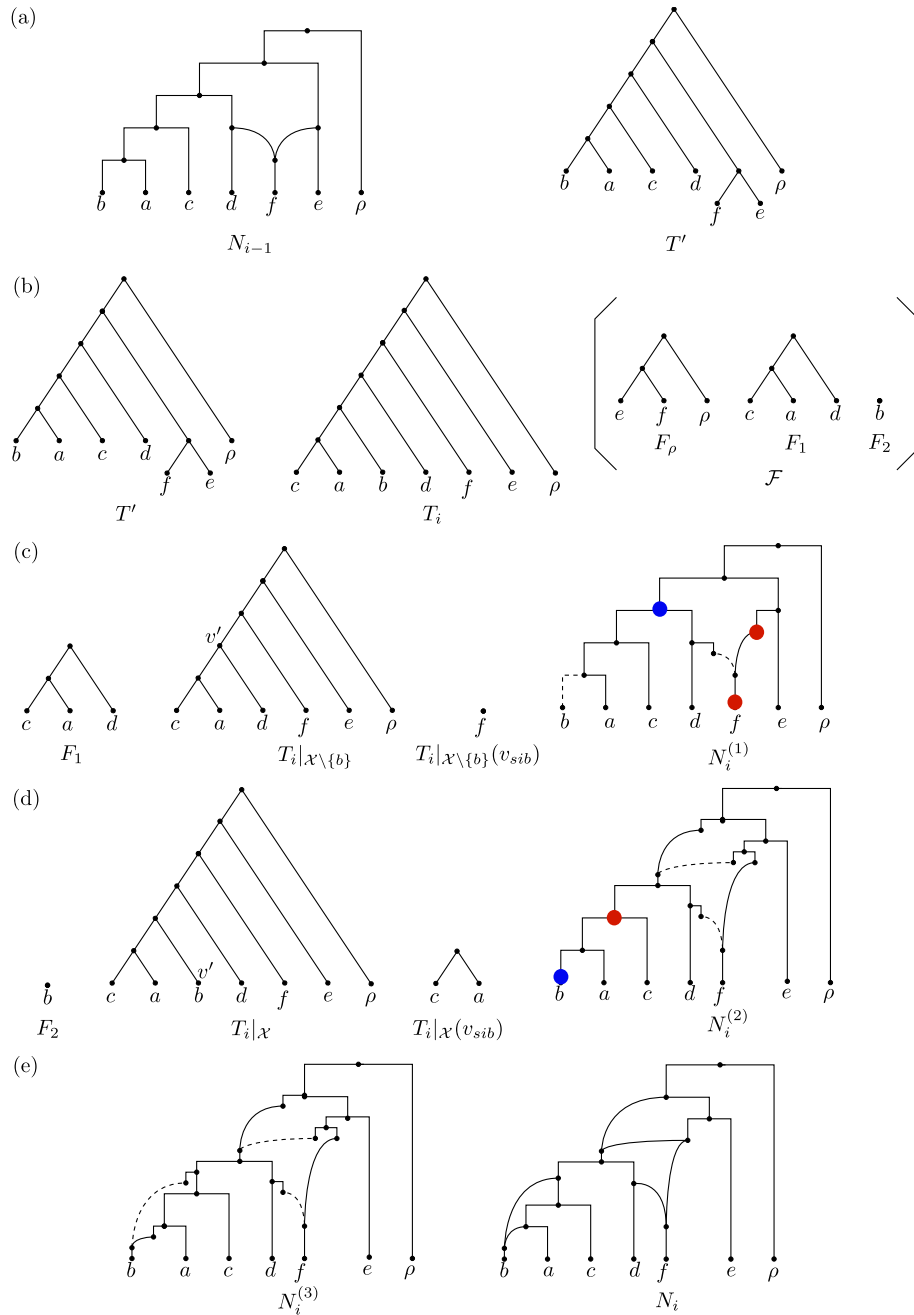 (a)
b a c d f e ρ
N_{i−1}
b a c d ρ
f e
T′
(b)
b a c d ρ
f e
T′
c a b d f e ρ
T_i
e f ρ
F_ρ
c a d
F_1
b
F_2
ℱ
(c)
c a d
F_1
v′
c a d f e ρ
T_i|_{𝒳∖{b}}
f
T_i|_{𝒳∖{b}}(v_{sib})
b a c d f e ρ
N_i^{(1)}
(d)
b
F_2
v′
c a b d f e ρ
T_i|_𝒳
c a
T_i|_𝒳(v_{sib})
b a c d f e ρ
N_i^{(2)}
(e)
b a c d f e ρ
N_i^{(3)}
b a c d f e ρ
N_i